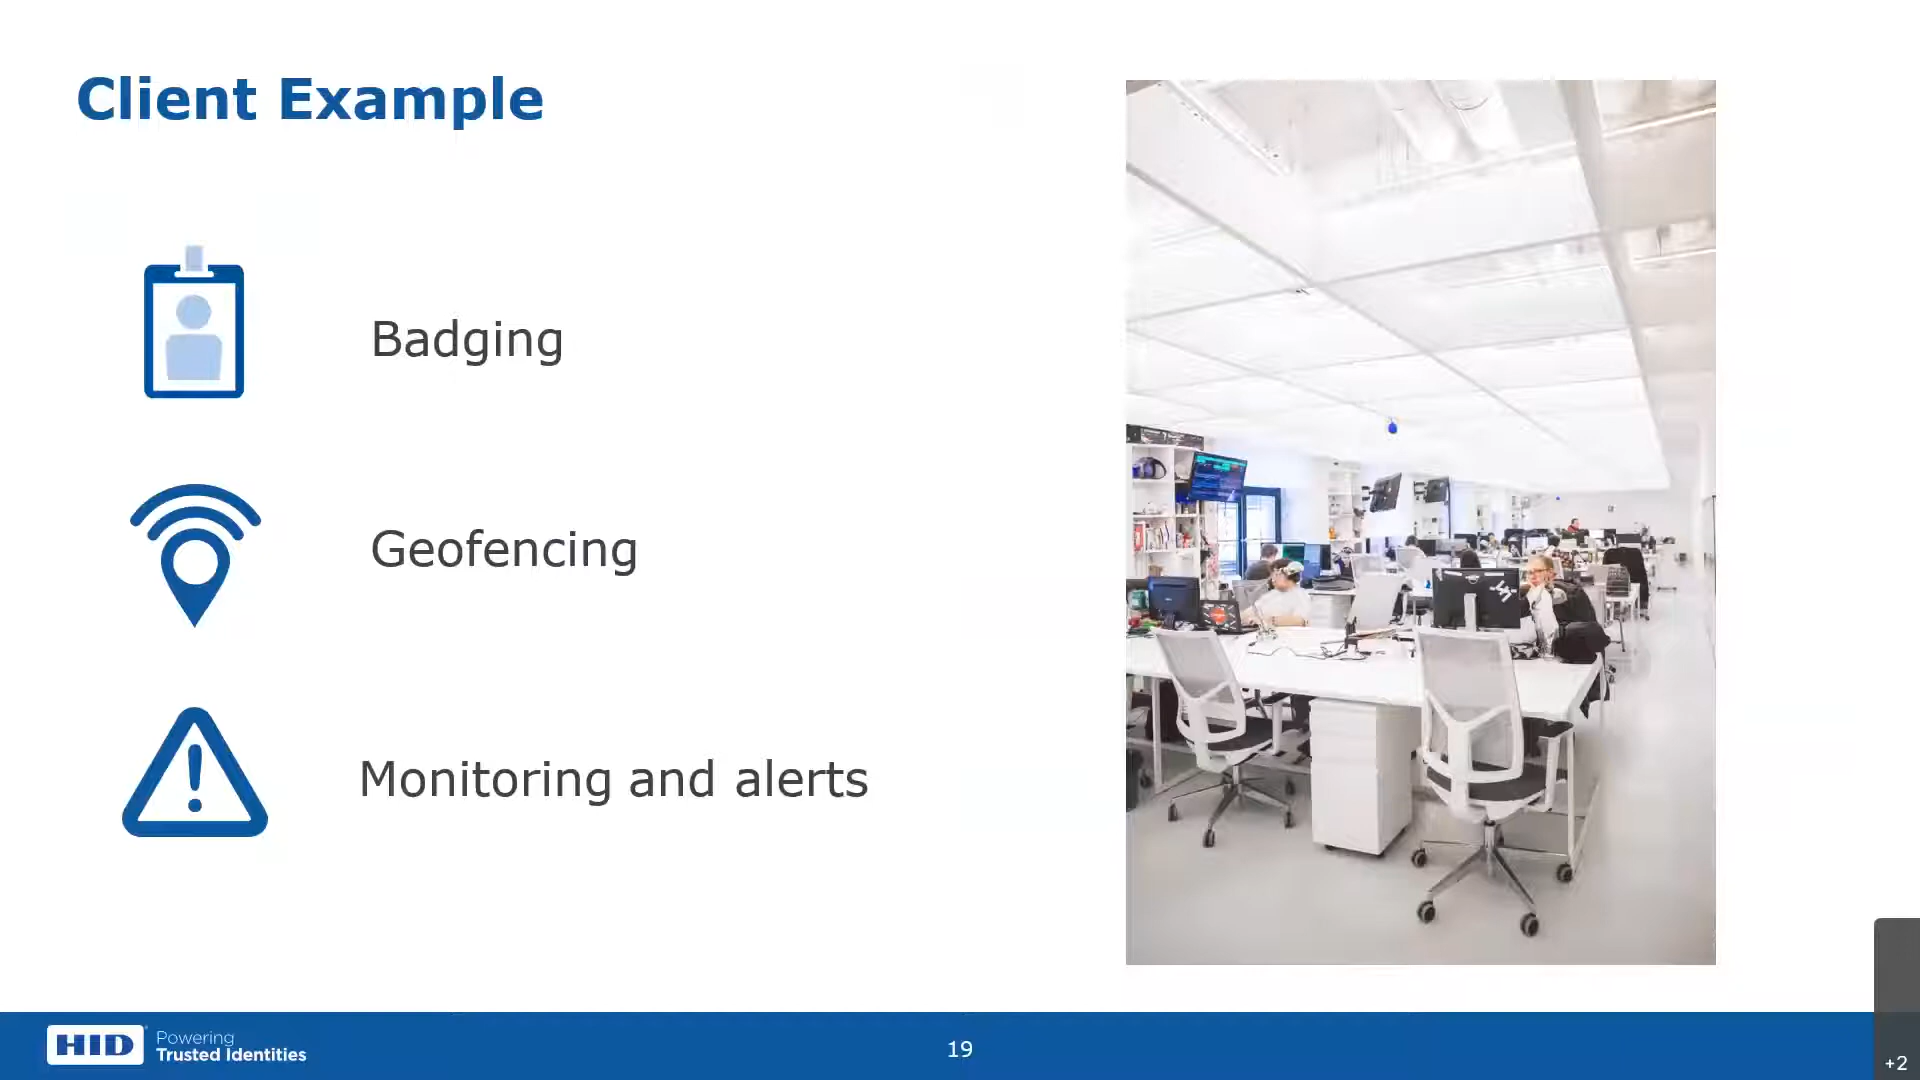 Client Example
Badging
Geofencing
Monitoring and alerts
HID
Powering
Trusted Identities
19
+2